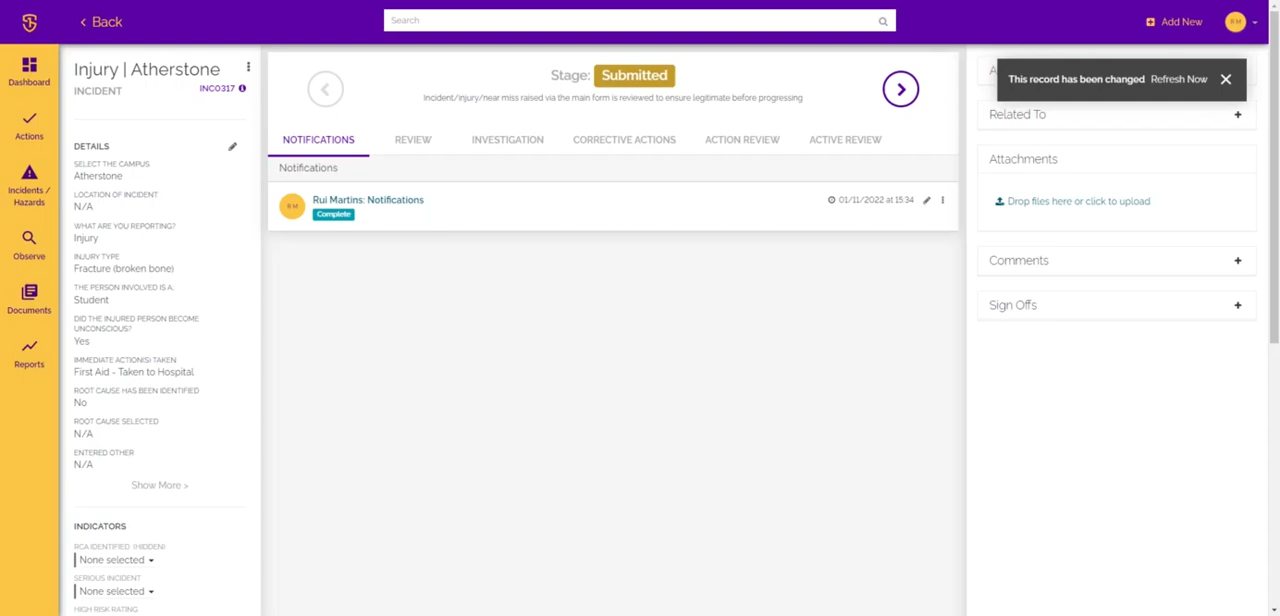 Back
Search
Add New
RM
Dashboard
Actions
Incidents /
Hazards
Observe
Documents
Reports
Injury | Atherstone
INCIDENT
INC0317
DETAILS
SELECT THE CAMPUS
Atherstone
LOCATION OF INCIDENT
N/A
WHAT ARE YOU REPORTING?
Injury
INJURY TYPE
Fracture (broken bone)
THE PERSON INVOLVED IS A:
Student
DID THE INJURED PERSON BECOME
UNCONSCIOUS?
Yes
IMMEDIATE ACTION(S) TAKEN
First Aid - Taken to Hospital
ROOT CAUSE HAS BEEN IDENTIFIED
No
ROOT CAUSE SELECTED
N/A
ENTERED OTHER
N/A
Show More >
INDICATORS
RCA IDENTIFIED (HIDDEN)
None selected
SERIOUS INCIDENT
None selected
HIGH RISK RATING
Stage: Submitted
Incident/injury/near miss raised via the main form is reviewed to ensure legitimate before progressing
NOTIFICATIONS REVIEW INVESTIGATION CORRECTIVE ACTIONS ACTION REVIEW ACTIVE REVIEW
Notifications
RM
Rui Martins: Notifications
01/11/2022 at 15:34
Complete
This record has been changed Refresh Now
Related To
Attachments
Drop files here or click to upload
Comments
Sign Offs